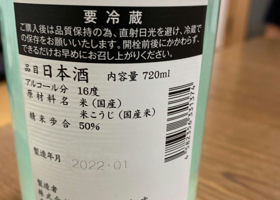 要冷蔵
ご購入後は品質保持の為、直射日光を避け、冷蔵で
の保存をお願いいたします。開栓前後にかかわらず、
できるだけお早めにお召し上がりください。
品目 日本酒 内容量 720ml
アルコール分 16度
原材料名 米(国産)
米こうじ(国産米)
精米歩合 50%
製造年月 2022-01
製造者